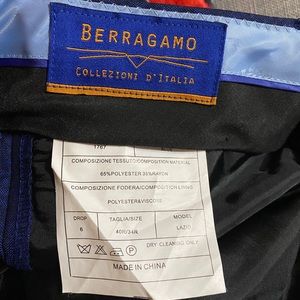 BERRAGAMO
COLLEZIONI D'ITALIA
1767
COMPOSIZIONE TESSUTO/COMPOSITION MATERIAL
65%POLYESTER 35%RAYON
COMPOSIZIONE FODERA/COMPOSITION LINING
POLYESTER/VISCOSE
DROP TAGLIA/SIZE MODEL
6 40R/34R LAZIO
P DRY CLEANING ONLY
MADE IN CHINA